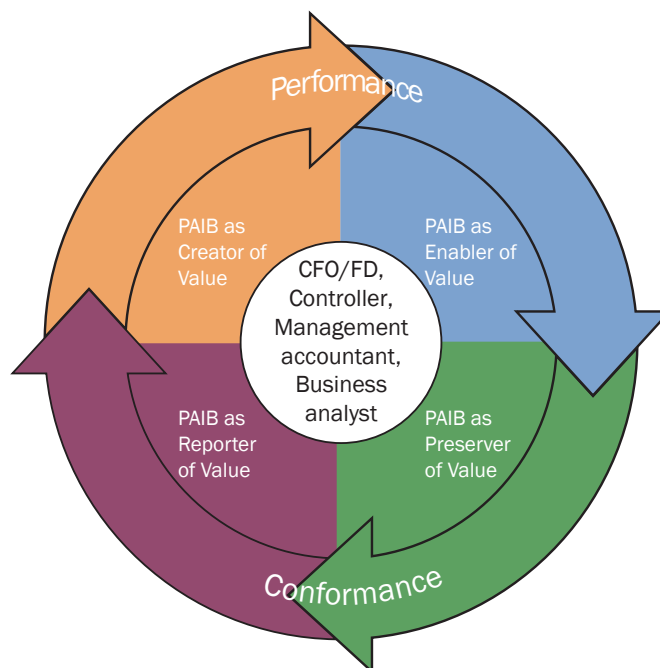 Performance
PAIB as
Creator of
Value
PAIB as
Enabler of
Value
CFO/FD,
Controller,
Management
accountant,
Business
analyst
PAIB as
Reporter
of Value
PAIB as
Preserver
of Value
Conformance